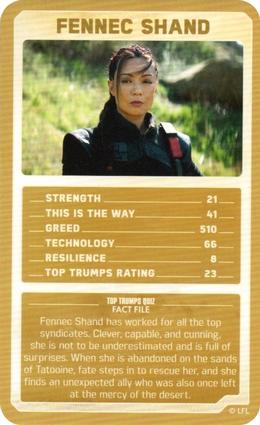 FENNEC SHAND
STRENGTH 21
THIS IS THE WAY 41
GREED 510
TECHNOLOGY 66
RESILIENCE 8
TOP TRUMPS RATING 23
TOP TRUMPS QUIZ
FACT FILE
Fennec Shand has worked for all the top
syndicates. Clever, capable, and cunning,
she is not to be underestimated and is full of
surprises. When she is abandoned on the sands
of Tatooine, fate steps in to rescue her, and she
finds an unexpected ally who was also once left
at the mercy of the desert.
© LFL